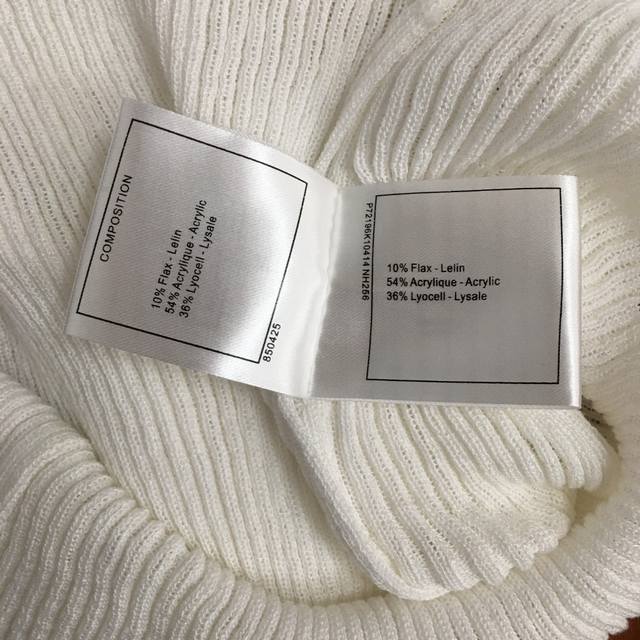 COMPOSITION
10% Flax - Lelin
54% Acrylique - Acrylic
36% Lyocell - Lysale
850425
P72196K10414 NH266
10% Flax - Lelin
54% Acrylique - Acrylic
36% Lyocell - Lysale